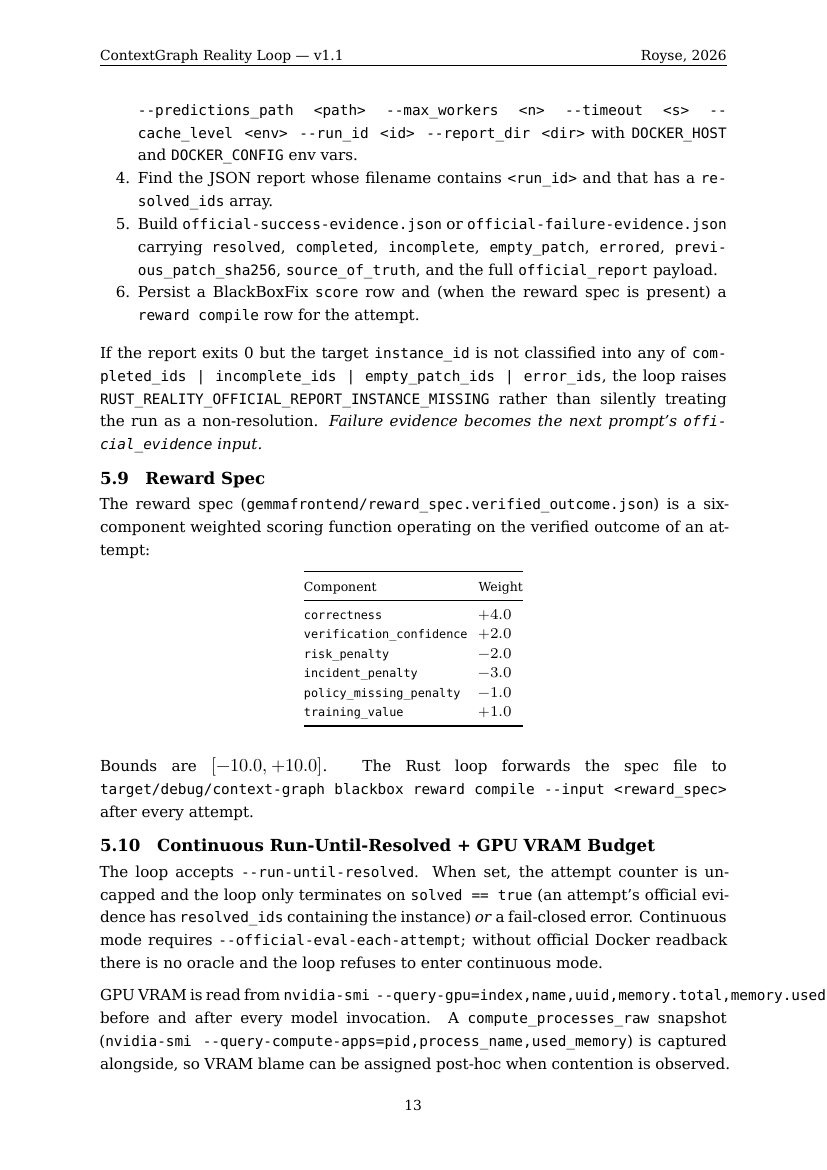 ContextGraph Reality Loop — v1.1 Royse, 2026
--predictions_path <path> --max_workers <n> --timeout <s> --
cache_level <env> --run_id <id> --report_dir <dir> with DOCKER_HOST
and DOCKER_CONFIG env vars.
4. Find the JSON report whose filename contains <run_id> and that has a re-
solved_ids array.
5. Build official-success-evidence.json or official-failure-evidence.json
carrying resolved, completed, incomplete, empty_patch, errored, previ-
ous_patch_sha256, source_of_truth, and the full official_report payload.
6. Persist a BlackBoxFix score row and (when the reward spec is present) a
reward compile row for the attempt.
If the report exits 0 but the target instance_id is not classified into any of com-
pleted_ids | incomplete_ids | empty_patch_ids | error_ids, the loop raises
RUST_REALITY_OFFICIAL_REPORT_INSTANCE_MISSING rather than silently treating
the run as a non-resolution. Failure evidence becomes the next prompt’s offi-
cial_evidence input.
5.9 Reward Spec
The reward spec (gemmafrontend/reward_spec.verified_outcome.json) is a six-
component weighted scoring function operating on the verified outcome of an at-
tempt:
Component Weight
correctness +4.0
verification_confidence +2.0
risk_penalty −2.0
incident_penalty −3.0
policy_missing_penalty −1.0
training_value +1.0
Bounds are [−10.0, +10.0]. The Rust loop forwards the spec file to
target/debug/context-graph blackbox reward compile --input <reward_spec>
after every attempt.
5.10 Continuous Run-Until-Resolved + GPU VRAM Budget
The loop accepts --run-until-resolved. When set, the attempt counter is un-
capped and the loop only terminates on solved == true (an attempt’s official evi-
dence has resolved_ids containing the instance) or a fail-closed error. Continuous
mode requires --official-eval-each-attempt; without official Docker readback
there is no oracle and the loop refuses to enter continuous mode.
GPU VRAM is read from nvidia-smi --query-gpu=index,name,uuid,memory.total,memory.used
before and after every model invocation. A compute_processes_raw snapshot
(nvidia-smi --query-compute-apps=pid,process_name,used_memory) is captured
alongside, so VRAM blame can be assigned post-hoc when contention is observed.
13